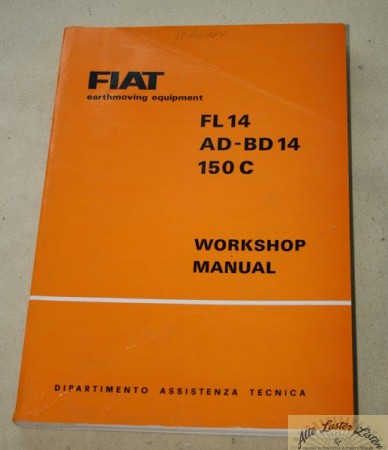 FIAT
earthmoving equipment
FL 14
AD-BD 14
150 C
WORKSHOP
MANUAL
DIPARTIMENTO ASSISTENZA TECNICA